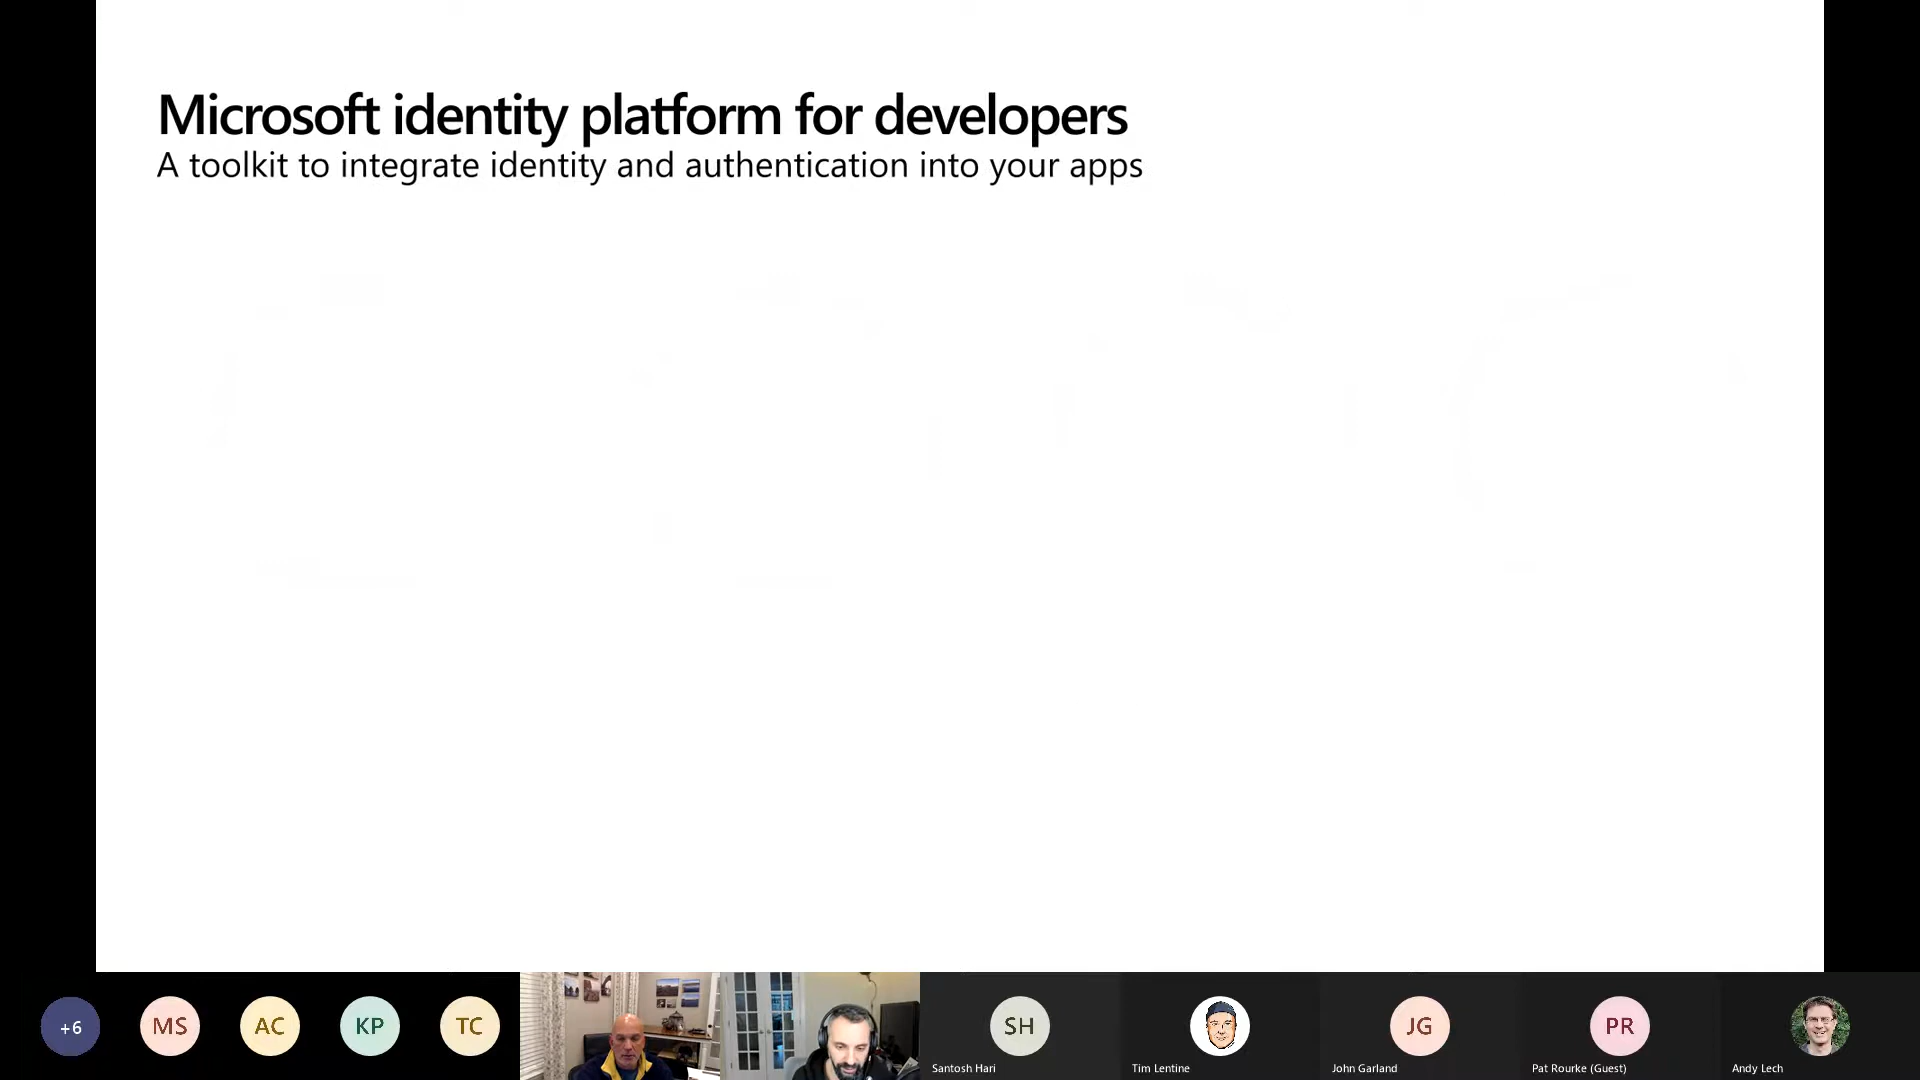 Microsoft identity platform for developers
A toolkit to integrate identity and authentication into your apps
+6
MS
AC
KP
TC
SH
JG
PR
Santosh Hari
Tim Lentine
John Garland
Pat Rourke (Guest)
Andy Lech